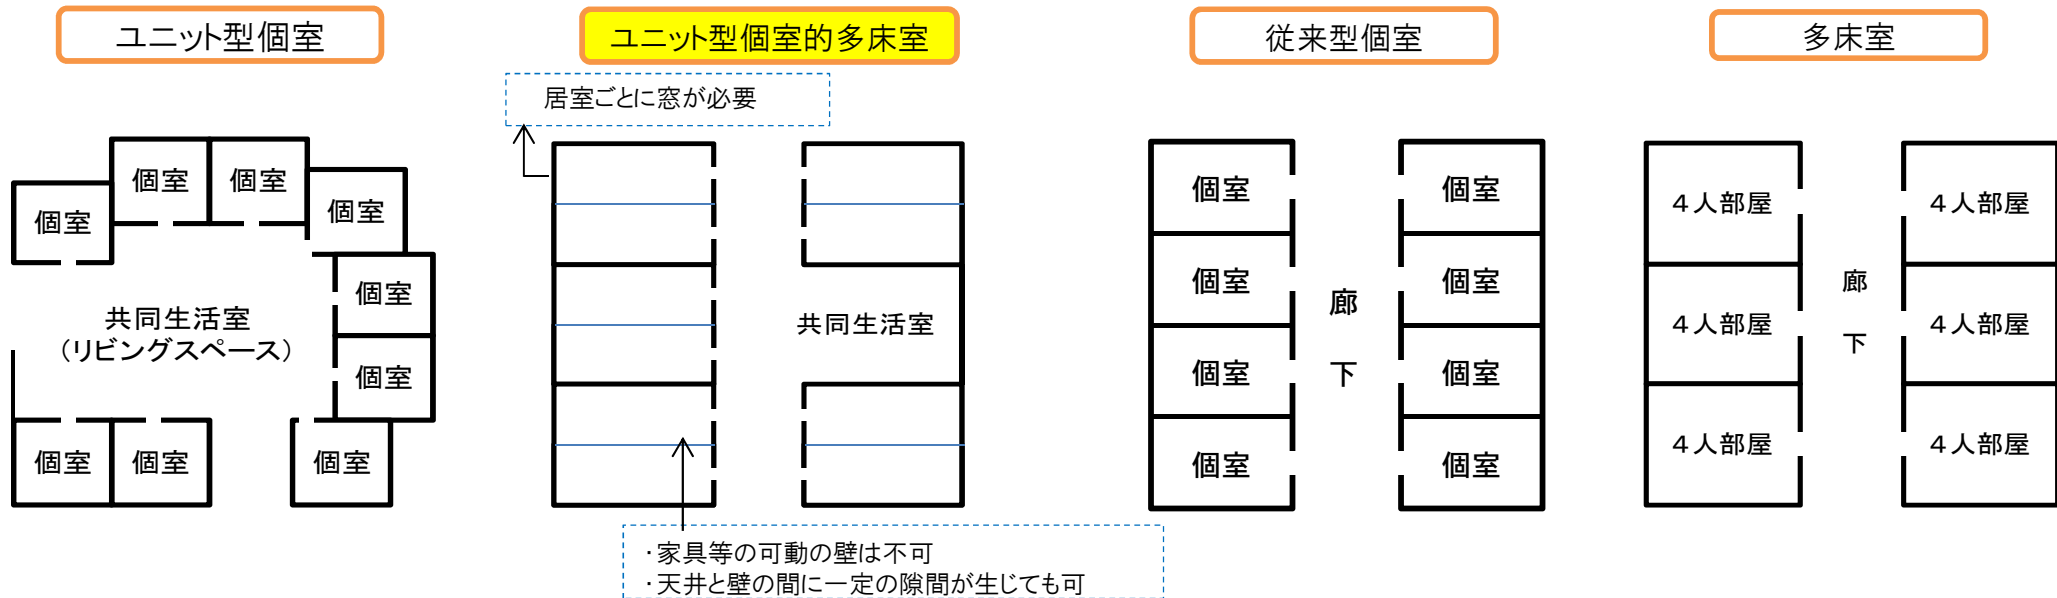 ユニット型個室
ユニット型個室的多床室
従来型個室
多床室
居室ごとに窓が必要
個室
個室
個室
個室
個室
個室
個室
個室
個室
共同生活室
（リビングスペース）
共同生活室
・家具等の可動の壁は不可
・天井と壁の間に一定の隙間が生じても可
個室
個室
個室
個室
個室
個室
個室
個室
廊
下
４人部屋
４人部屋
４人部屋
４人部屋
４人部屋
４人部屋
廊
下